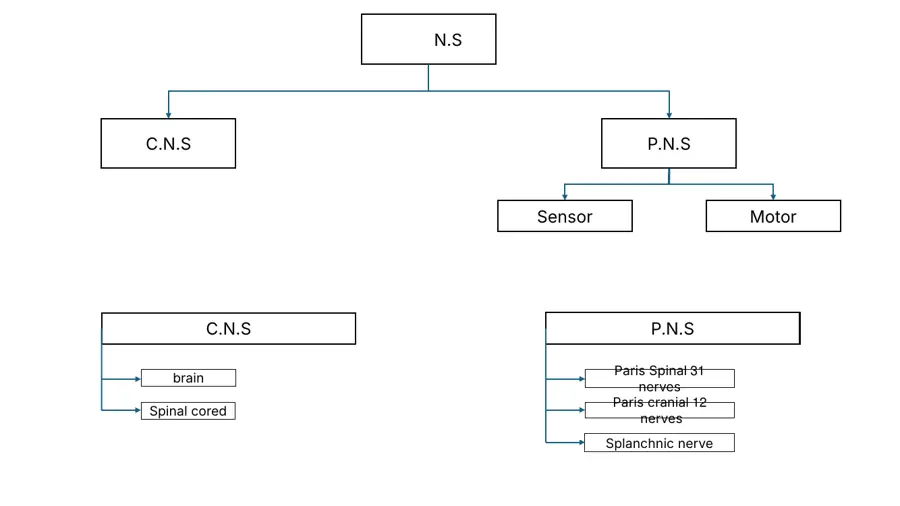 N.S
C.N.S
P.N.S
Sensor
Motor
C.N.S
brain
Spinal cored
P.N.S
Paris Spinal 31
nerves
Paris cranial 12
nerves
Splanchnic nerve